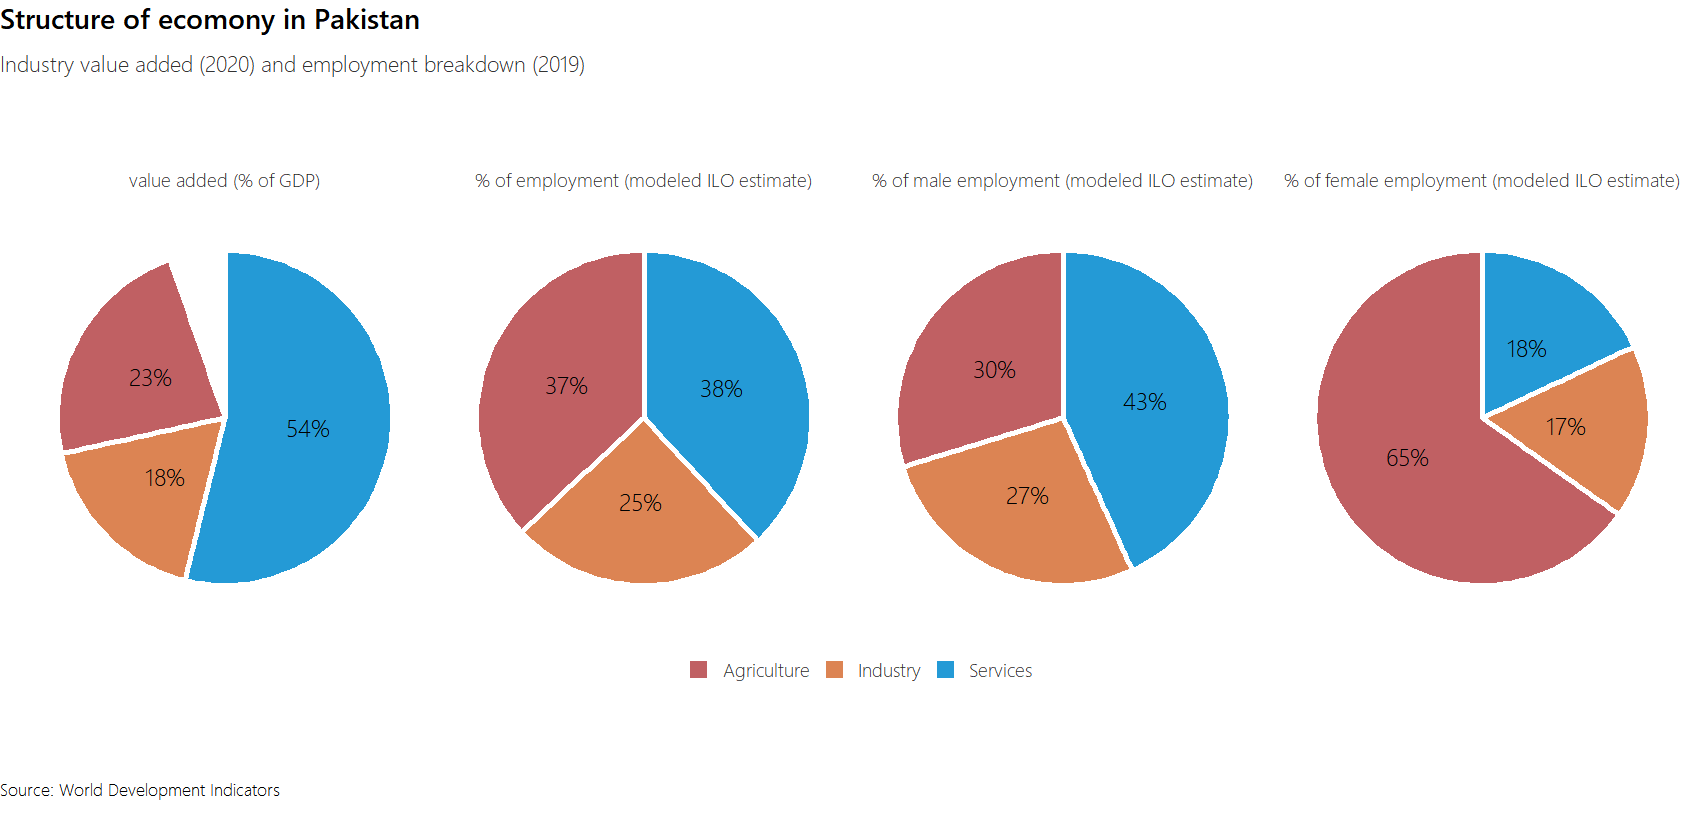 Structure of ecomony in Pakistan
Industry value added (2020) and employment breakdown (2019)
value added (% of GDP)
% of employment (modeled ILO estimate)
% of male employment (modeled ILO estimate)
% of female employment (modeled ILO estimate)
23%
54%
18%
37%
38%
25%
30%
43%
27%
18%
17%
65%
Agriculture
Industry
Services
Source: World Development Indicators